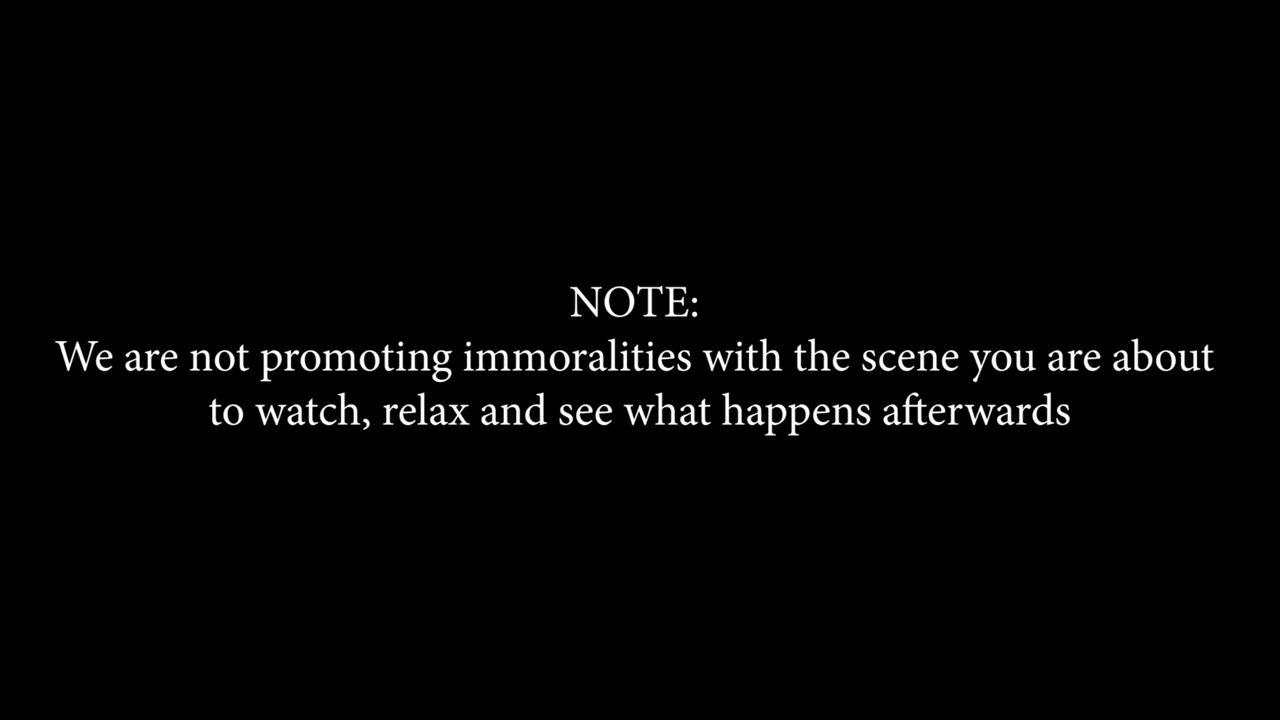 NOTE:
We are not promoting immoralities with the scene you are about
to watch, relax and see what happens afterwards